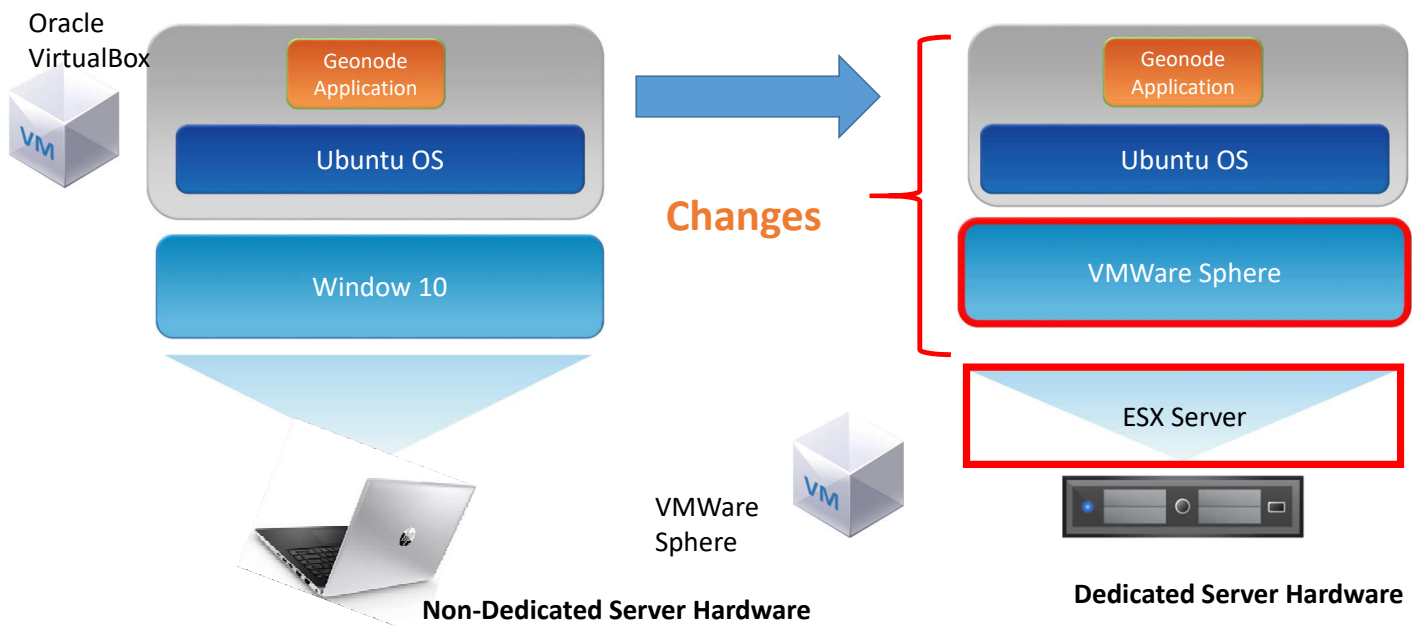 Oracle
VirtualBox
VM
Geonode
Application
Ubuntu OS
Window 10
Non-Dedicated Server Hardware
Changes
VMWare
Sphere
VM
Geonode
Application
Ubuntu OS
VMWare Sphere
ESX Server
Dedicated Server Hardware